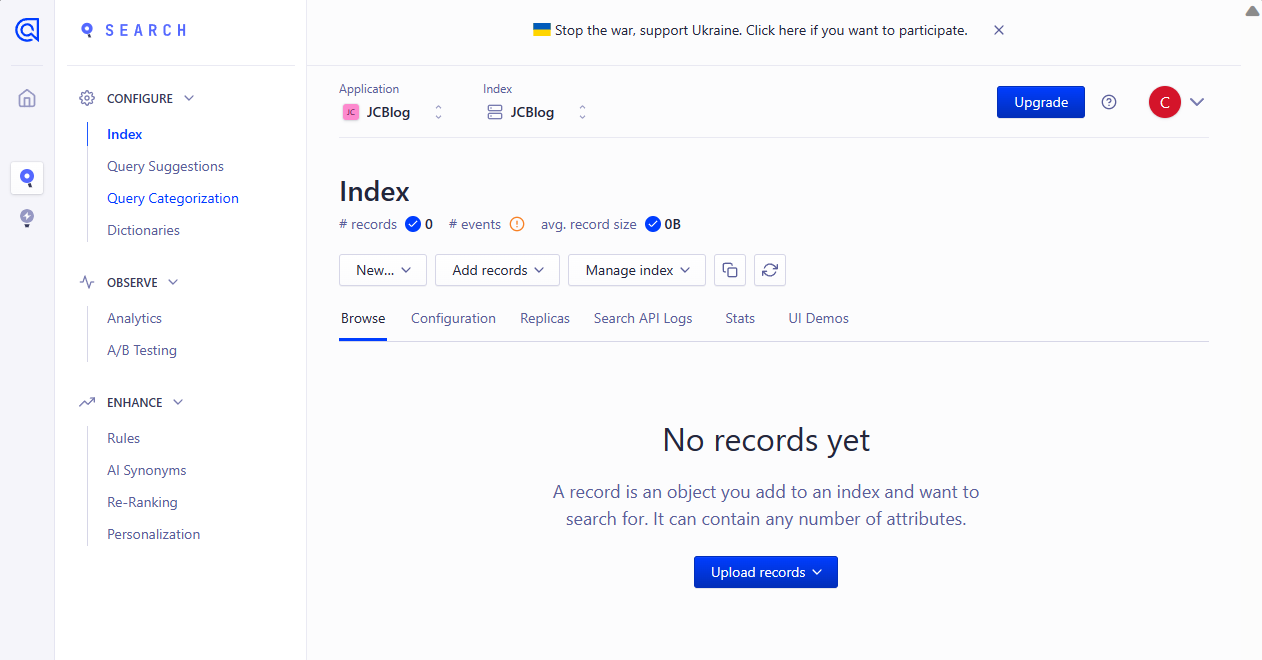 SEARCH
CONFIGURE
Index
Query Suggestions
Query Categorization
Dictionaries
OBSERVE
Analytics
A/B Testing
ENHANCE
Rules
AI Synonyms
Re-Ranking
Personalization
Stop the war, support Ukraine. Click here if you want to participate.
Application
JC JCBlog
Index
JCBlog
Upgrade
C
Index
# records 0 # events avg. record size 0B
New... Add records Manage index
Browse Configuration Replicas Search API Logs Stats UI Demos
No records yet
A record is an object you add to an index and want to
search for. It can contain any number of attributes.
Upload records